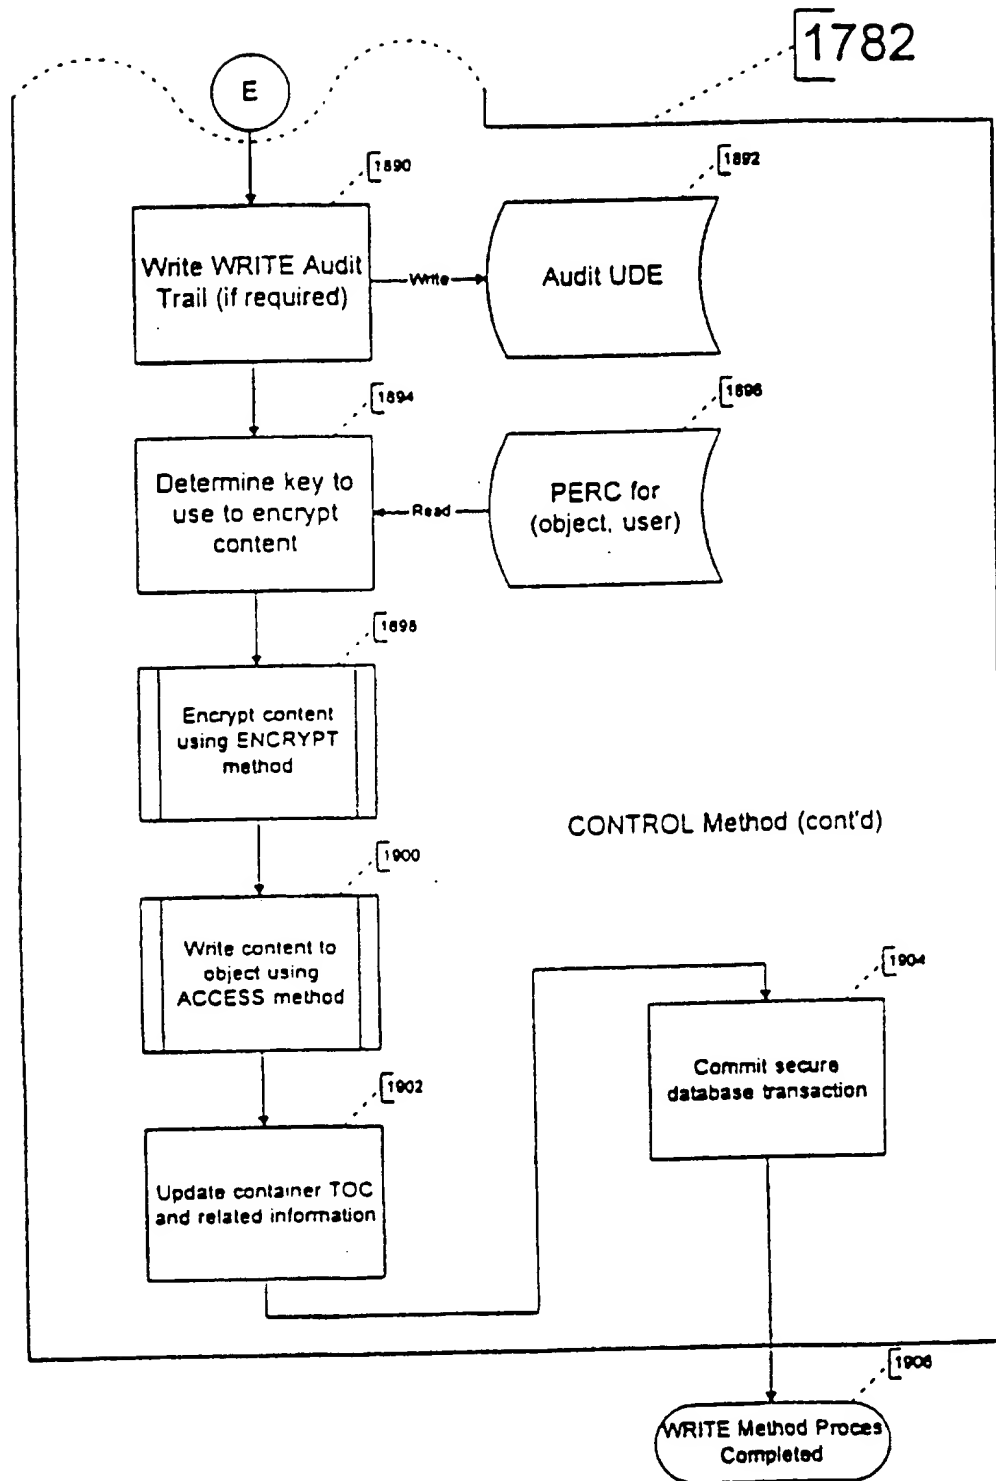 1782
E
1890
Write WRITE Audit
Trail (if required)
Write
1892
Audit UDE
1894
Determine key to
use to encrypt
content
Read
1896
PERC for
(object, user)
1898
Encrypt content
using ENCRYPT
method
CONTROL Method (cont'd)
1900
Write content to
object using
ACCESS method
1902
Update container TOC
and related information
1904
Commit secure
database transaction
1906
WRITE Method Proces
Completed